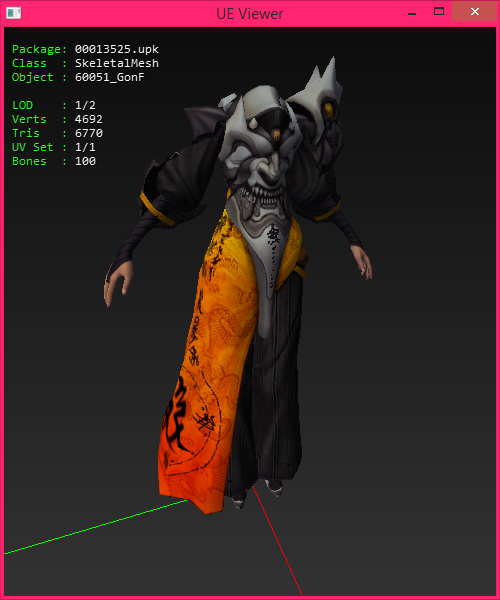 UE Viewer
Package: 00013525.upk
Class : SkeletalMesh
Object : 60051_GonF
LOD : 1/2
Verts : 4692
Tris : 6770
UV Set : 1/1
Bones : 100